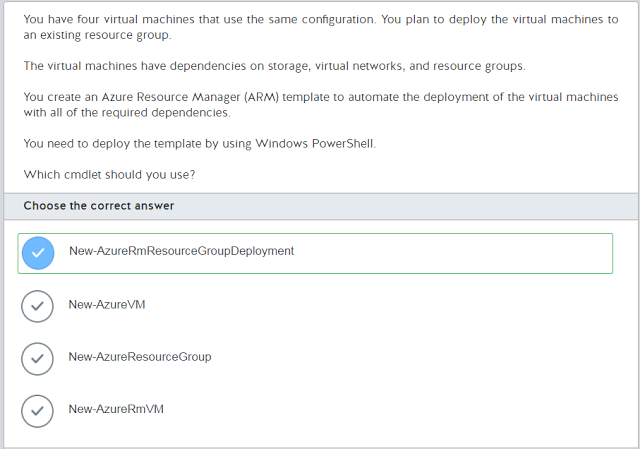 You have four virtual machines that use the same configuration. You plan to deploy the virtual machines to
an existing resource group.
The virtual machines have dependencies on storage, virtual networks, and resource groups.
You create an Azure Resource Manager (ARM) template to automate the deployment of the virtual machines
with all of the required dependencies.
You need to deploy the template by using Windows PowerShell.
Which cmdlet should you use?
Choose the correct answer
New-AzureRmResourceGroupDeployment
New-AzureVM
New-AzureResourceGroup
New-AzureRmVM